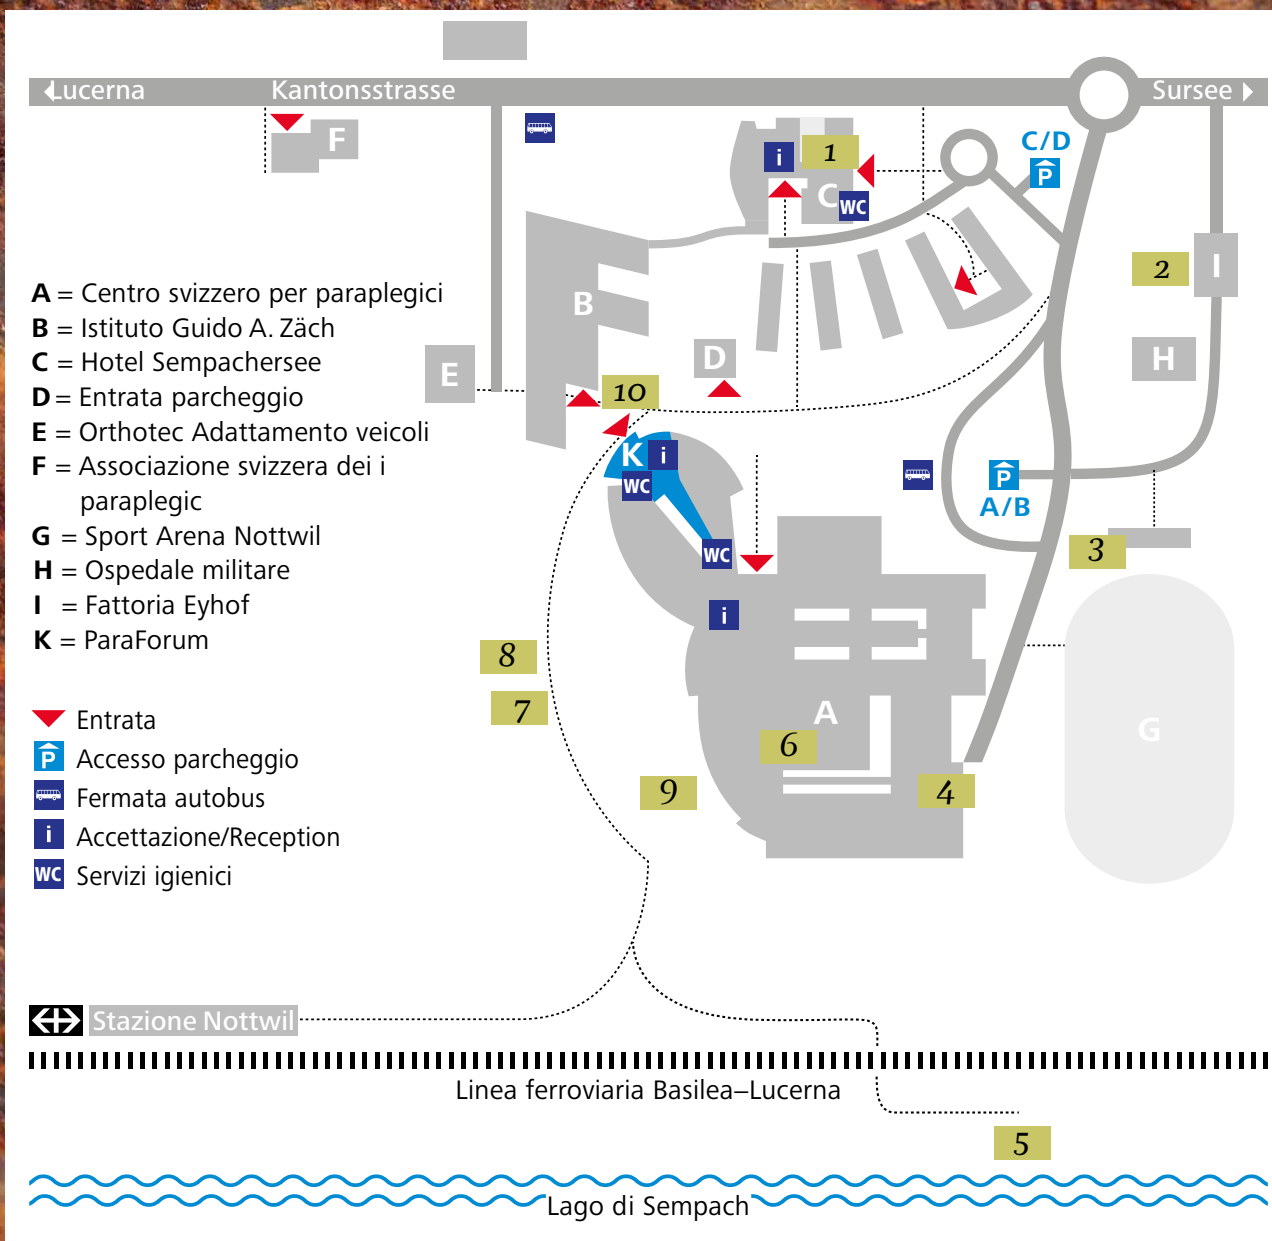 Lucerna
Kantonsstrasse
Sursee
F
i
1
C
WC
C/D
P
2
I
A = Centro svizzero per paraplegici
B = Istituto Guido A. Zäch
C = Hotel Sempachersee
D = Entrata parcheggio
E = Orthotec Adattamento veicoli
F = Associazione svizzera dei i
paraplegic
G = Sport Arena Nottwil
H = Ospedale militare
I = Fattoria Eyhof
K = ParaForum
B
D
H
E
10
K
i
WC
P
A/B
WC
3
i
8
7
A
6
G
9
4
Entrata
P
Accesso parcheggio
Fermata autobus
i
Accettazione/Reception
WC
Servizi igienici
Stazione Nottwil
Linea ferroviaria Basilea–Lucerna
5
Lago di Sempach